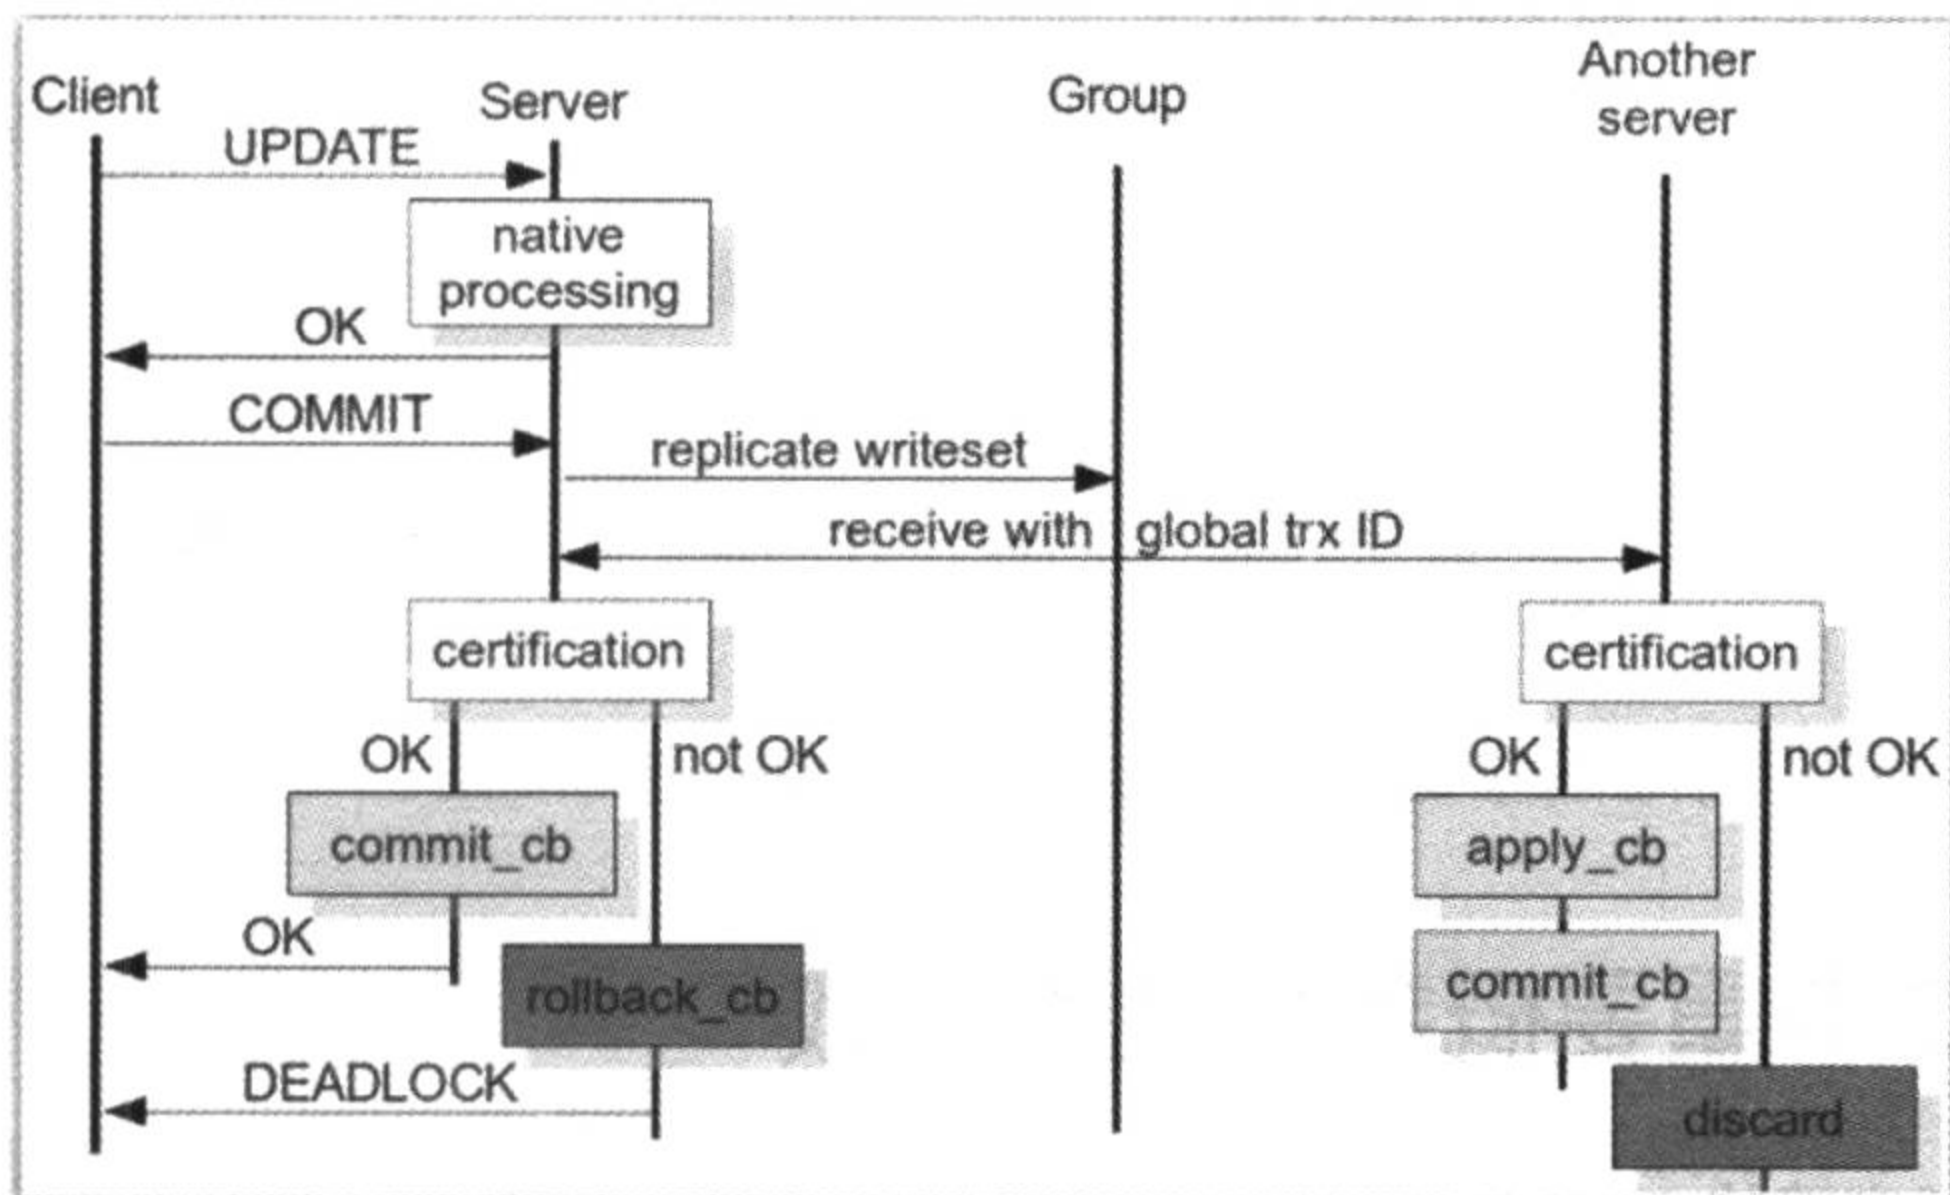 Client
Server
Group
Another
server
UPDATE
native
processing
OK
COMMIT
replicate writeset
receive with global trx ID
certification
certification
OK
not OK
OK
not OK
commit_cb
apply_cb
OK
rollback_cb
commit_cb
DEADLOCK
discard